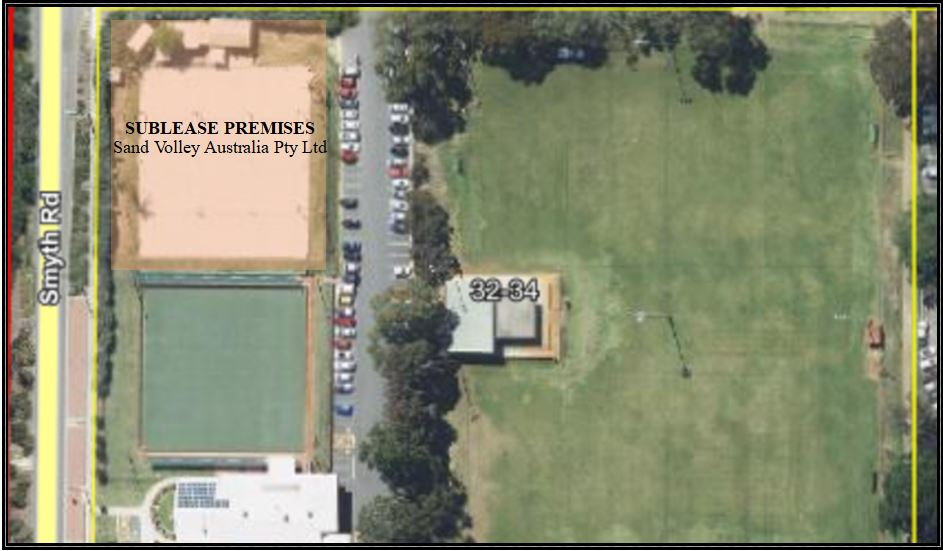 SUBLEASE PREMISES
Sand Volley Australia Pty Ltd
Smyth Rd
32-34